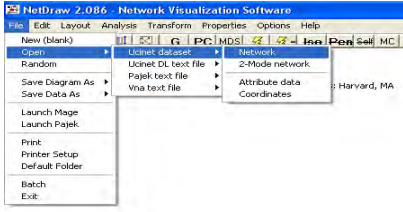 NetDraw 2.086 - Network Visualization Software
File Edit Layout Analysis Transform Properties Options Help
New (blank)
Open
Random
Save Diagram As
Save Data As
Launch Mage
Launch Pajek
Print
Printer Setup
Default Folder
Batch
Exit
Ucinet dataset
Ucinet DL text file
Pajek text file
Vna text file
Network
2-Mode network
Attribute data
Coordinates
G PC MDS Iso Pen Self MC
: Harvard, MA